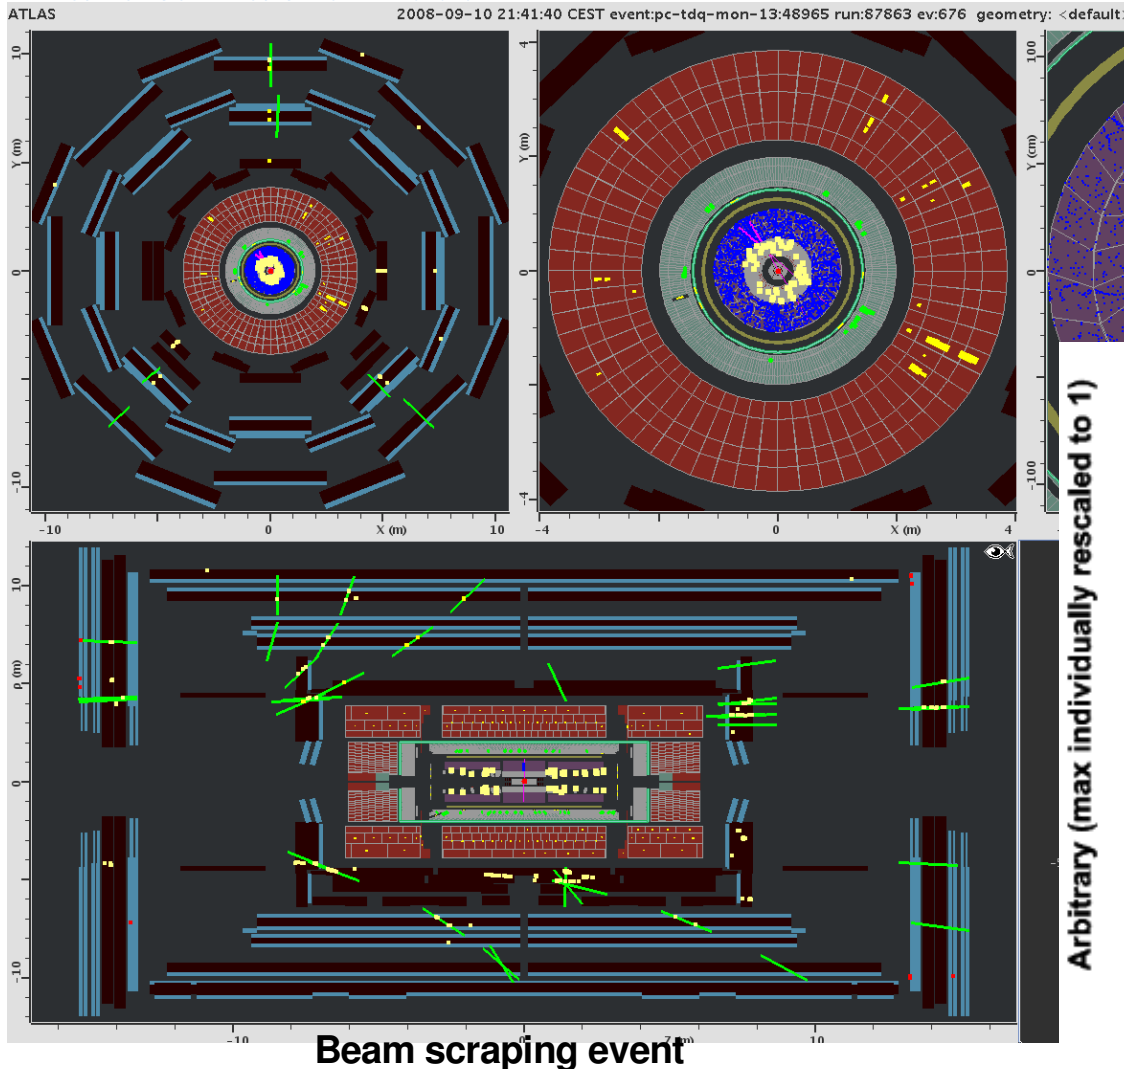 ATLAS
2008-09-10 21:41:40 CEST event:pc-tdq-mon-13:48965 run:87863 ev:676 geometry: <default>
10
Y (m)
0
-10
-10
0
X (m)
10
4
Y (m)
0
-4
-4
0
X (m)
4
100
Y (cm)
0
-100
Arbitrary (max individually rescaled to 1)
10
ρ (m)
0
-10
-10
0
Z (m)
10
Beam scraping event